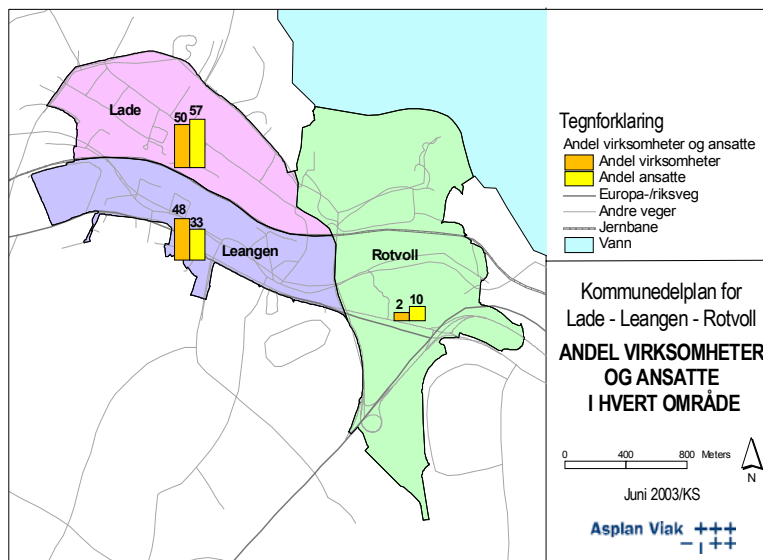 Lade
50 57
48
33
Leangen
Rotvoll
2 10
Tegnforklaring
Andel virksomheter og ansatte
Andel virksomheter
Andel ansatte
Europa-/riksveg
Andre veger
Jernbane
Vann
Kommunedelplan for
Lade - Leangen - Rotvoll
ANDEL VIRKSOMHETER
OG ANSATTE
I HVERT OMRÅDE
0 400 800 Meters
N
Juni 2003/KS
Asplan Viak